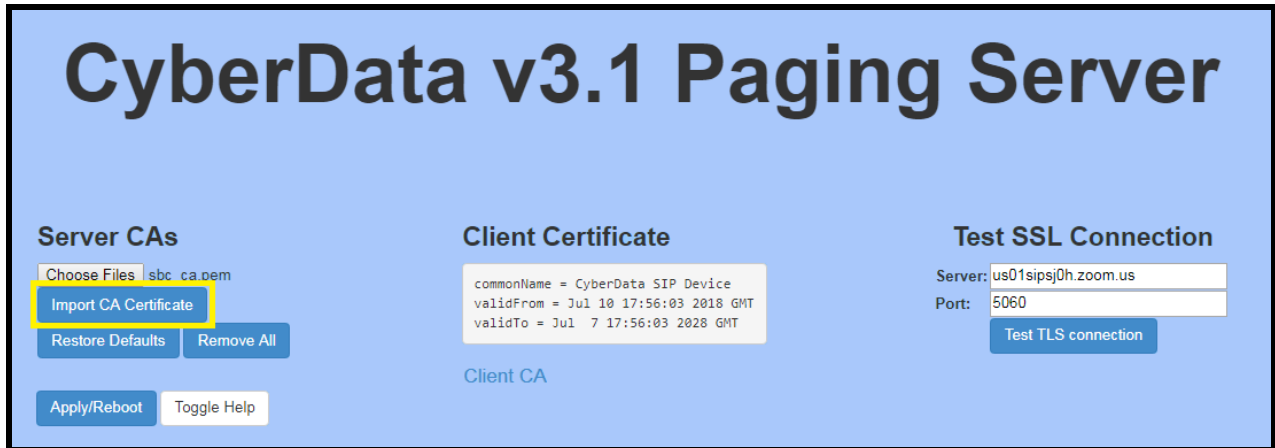 CyberData v3.1 Paging Server
Server CAs
Choose Files sbc_ca.pem
Import CA Certificate
Restore Defaults Remove All
Apply/Reboot Toggle Help
Client Certificate
commonName = CyberData SIP Device
validFrom = Jul 10 17:56:03 2018 GMT
validTo = Jul  7 17:56:03 2028 GMT
Client CA
Test SSL Connection
Server: us01sipsj0h.zoom.us
Port: 5060
Test TLS connection